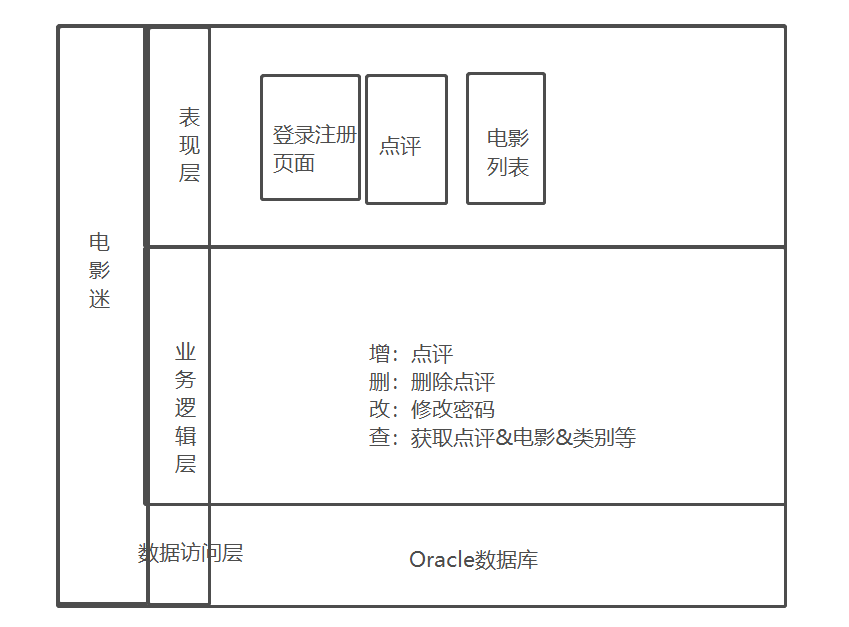 电影迷
表现层
登录注册
页面
点评
电影
列表
业务逻辑层
增：点评
删：删除点评
改：修改密码
查：获取点评&电影&类别等
数据访问层
Oracle数据库